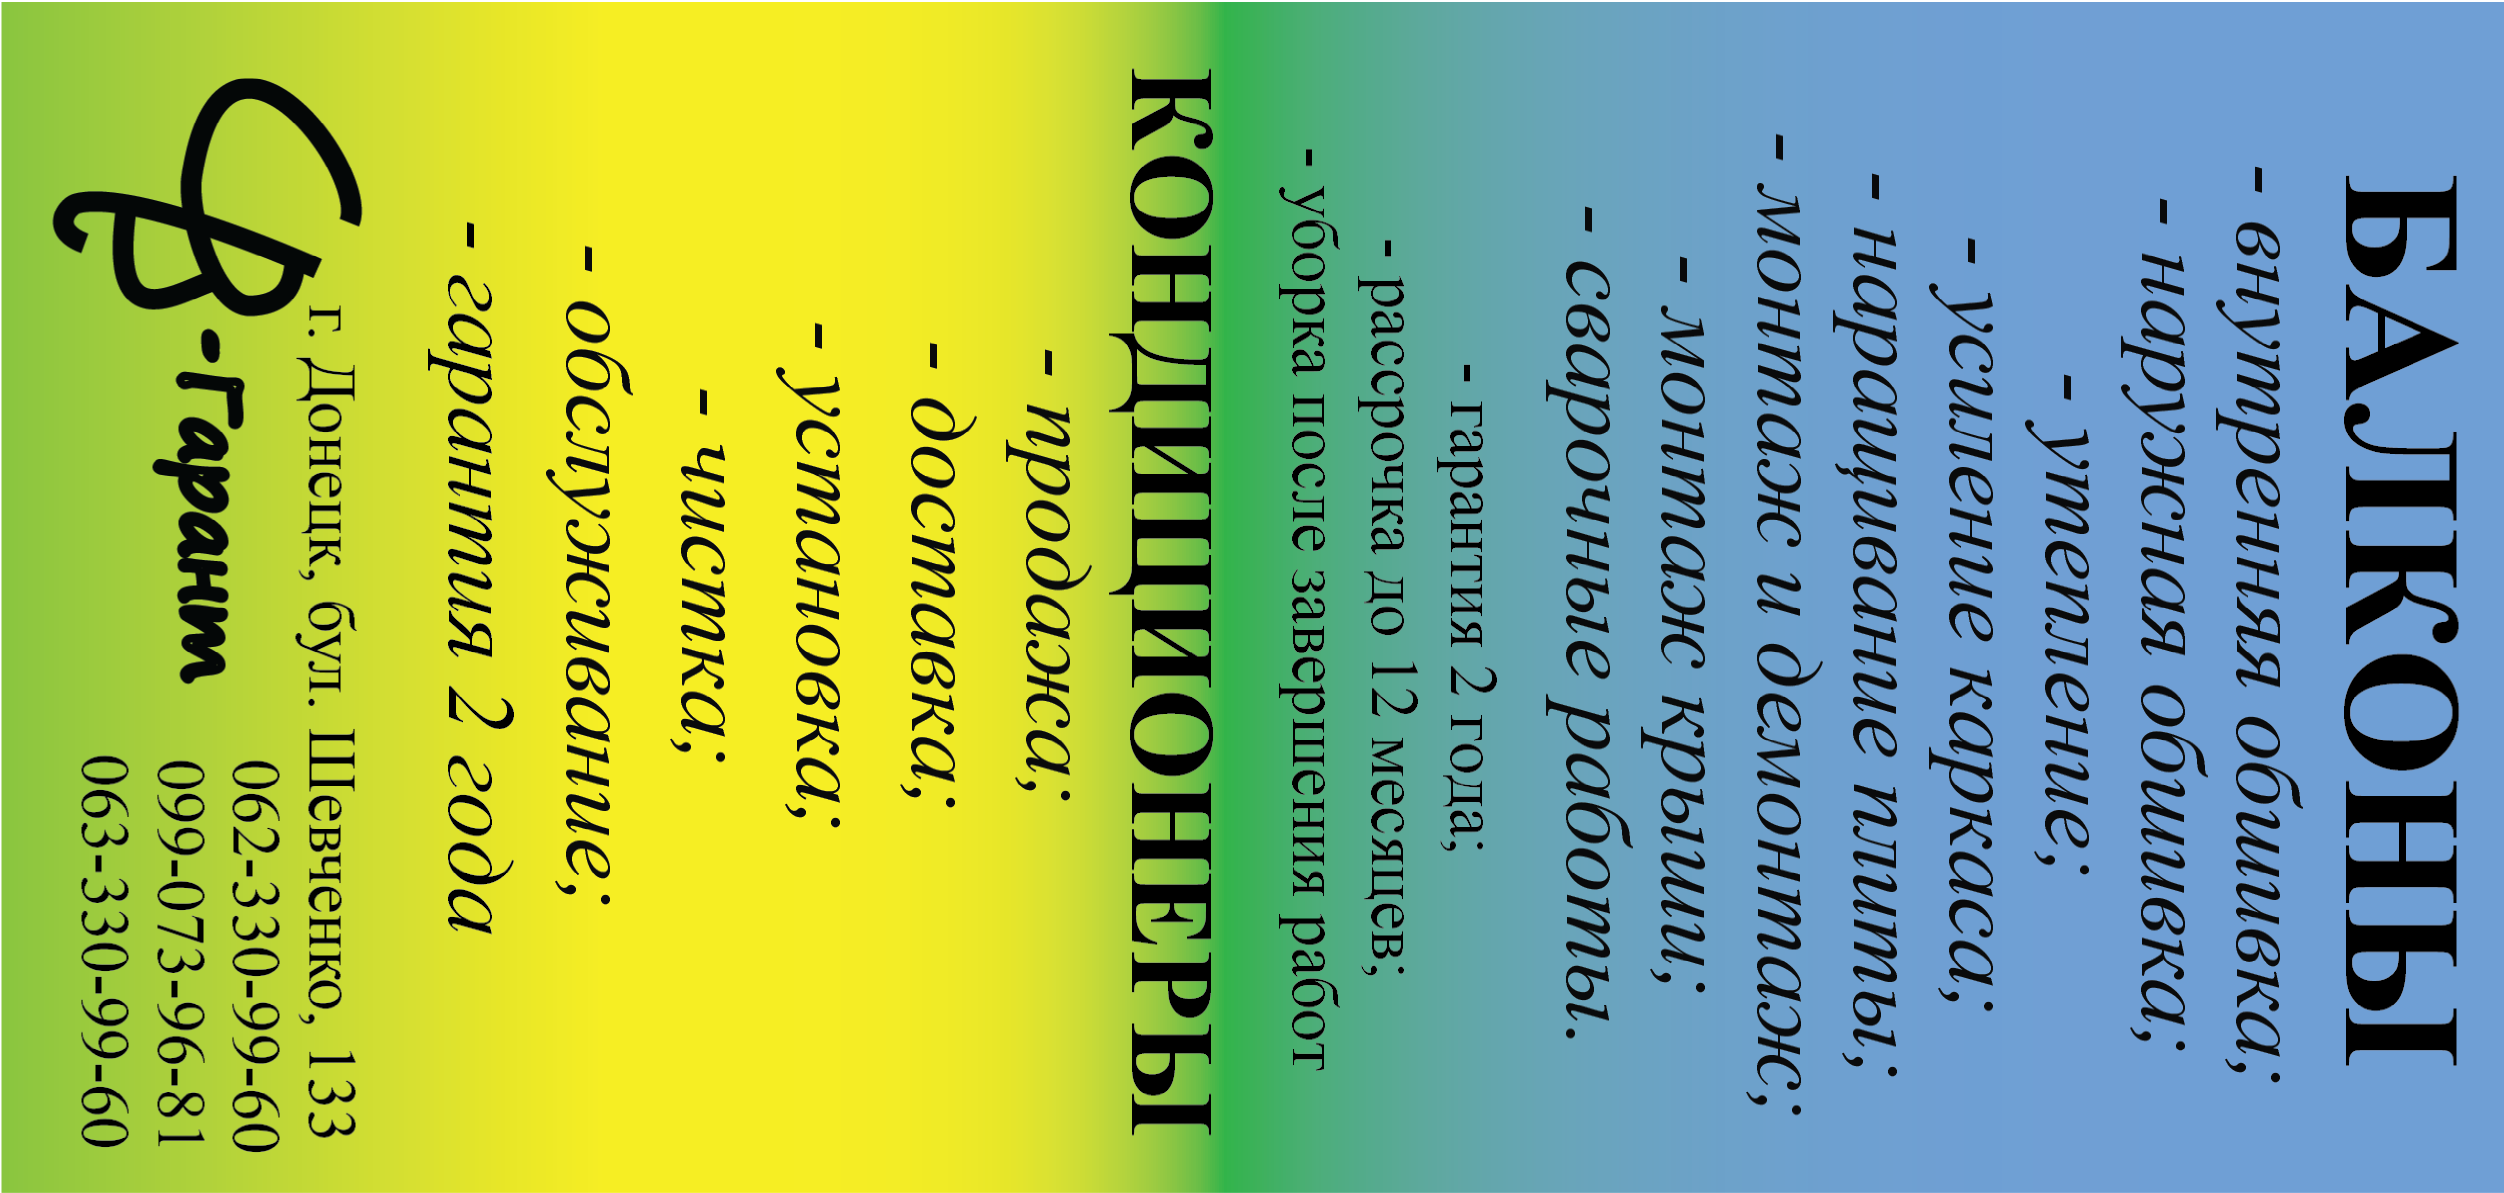 БАЛКОНЫ
- внутренняя обшивка;
- наружная обшивка;
- утепление;
- усиление каркаса;
- наращивание плиты;
- монтаж и демонтаж;
- монтаж крыши;
- сварочные работы.
- гарантия 2 года;
- рассрочка до 12 месяцев;
- уборка после завершения работ
КОНДИЦИОНЕРЫ
- продажа;
- доставка;
- установка;
- чистка;
- обслуживание;
- гарантия 2 года
г. Донецк, бул. Шевченко, 133
-Гарант
062-330-99-60
099-073-96-81
063-330-99-60